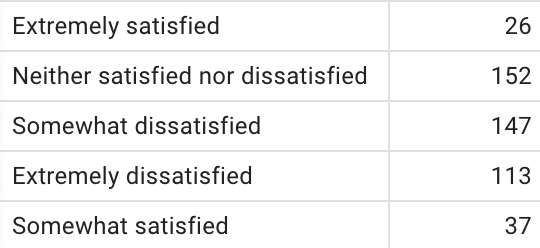 Extremely satisfied 26
Neither satisfied nor dissatisfied 152
Somewhat dissatisfied 147
Extremely dissatisfied 113
Somewhat satisfied 37